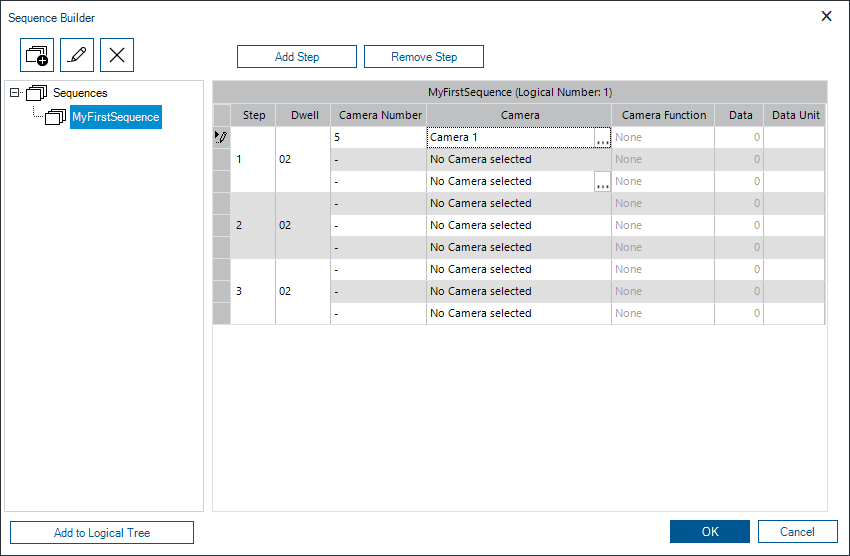 Sequence Builder
Add Step Remove Step
Sequences
MyFirstSequence
MyFirstSequence (Logical Number: 1)
Step Dwell Camera Number Camera Camera Function Data Data Unit
5 Camera 1 ... None 0
1 02 - No Camera selected None 0
- No Camera selected ... None 0
- No Camera selected None 0
2 02 - No Camera selected None 0
- No Camera selected None 0
- No Camera selected None 0
3 02 - No Camera selected None 0
- No Camera selected None 0
Add to Logical Tree OK Cancel